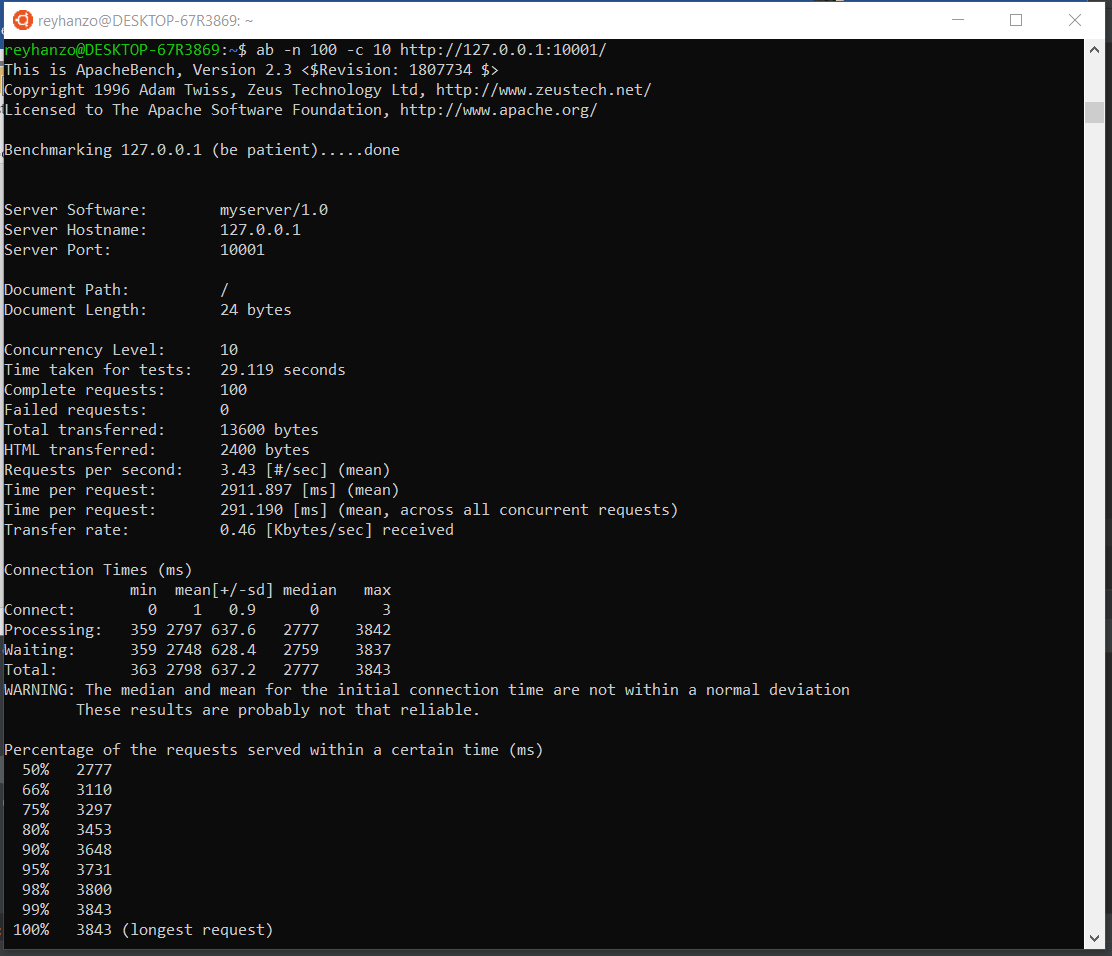 reyhanzo@DESKTOP-67R3869: ~
reyhanzo@DESKTOP-67R3869:~$ ab -n 100 -c 10 http://127.0.0.1:10001/
This is ApacheBench, Version 2.3 <$Revision: 1807734 $>
Copyright 1996 Adam Twiss, Zeus Technology Ltd, http://www.zeustech.net/
Licensed to The Apache Software Foundation, http://www.apache.org/

Benchmarking 127.0.0.1 (be patient).....done


Server Software:        myserver/1.0
Server Hostname:        127.0.0.1
Server Port:            10001

Document Path:          /
Document Length:        24 bytes

Concurrency Level:      10
Time taken for tests:   29.119 seconds
Complete requests:      100
Failed requests:        0
Total transferred:      13600 bytes
HTML transferred:       2400 bytes
Requests per second:    3.43 [#/sec] (mean)
Time per request:       2911.897 [ms] (mean)
Time per request:       291.190 [ms] (mean, across all concurrent requests)
Transfer rate:          0.46 [Kbytes/sec] received

Connection Times (ms)
              min  mean[+/-sd] median   max
Connect:        0    1   0.9      0       3
Processing:   359 2797 637.6   2777    3842
Waiting:      359 2748 628.4   2759    3837
Total:        363 2798 637.2   2777    3843
WARNING: The median and mean for the initial connection time are not within a normal deviation
        These results are probably not that reliable.

Percentage of the requests served within a certain time (ms)
  50%   2777
  66%   3110
  75%   3297
  80%   3453
  90%   3648
  95%   3731
  98%   3800
  99%   3843
 100%   3843 (longest request)